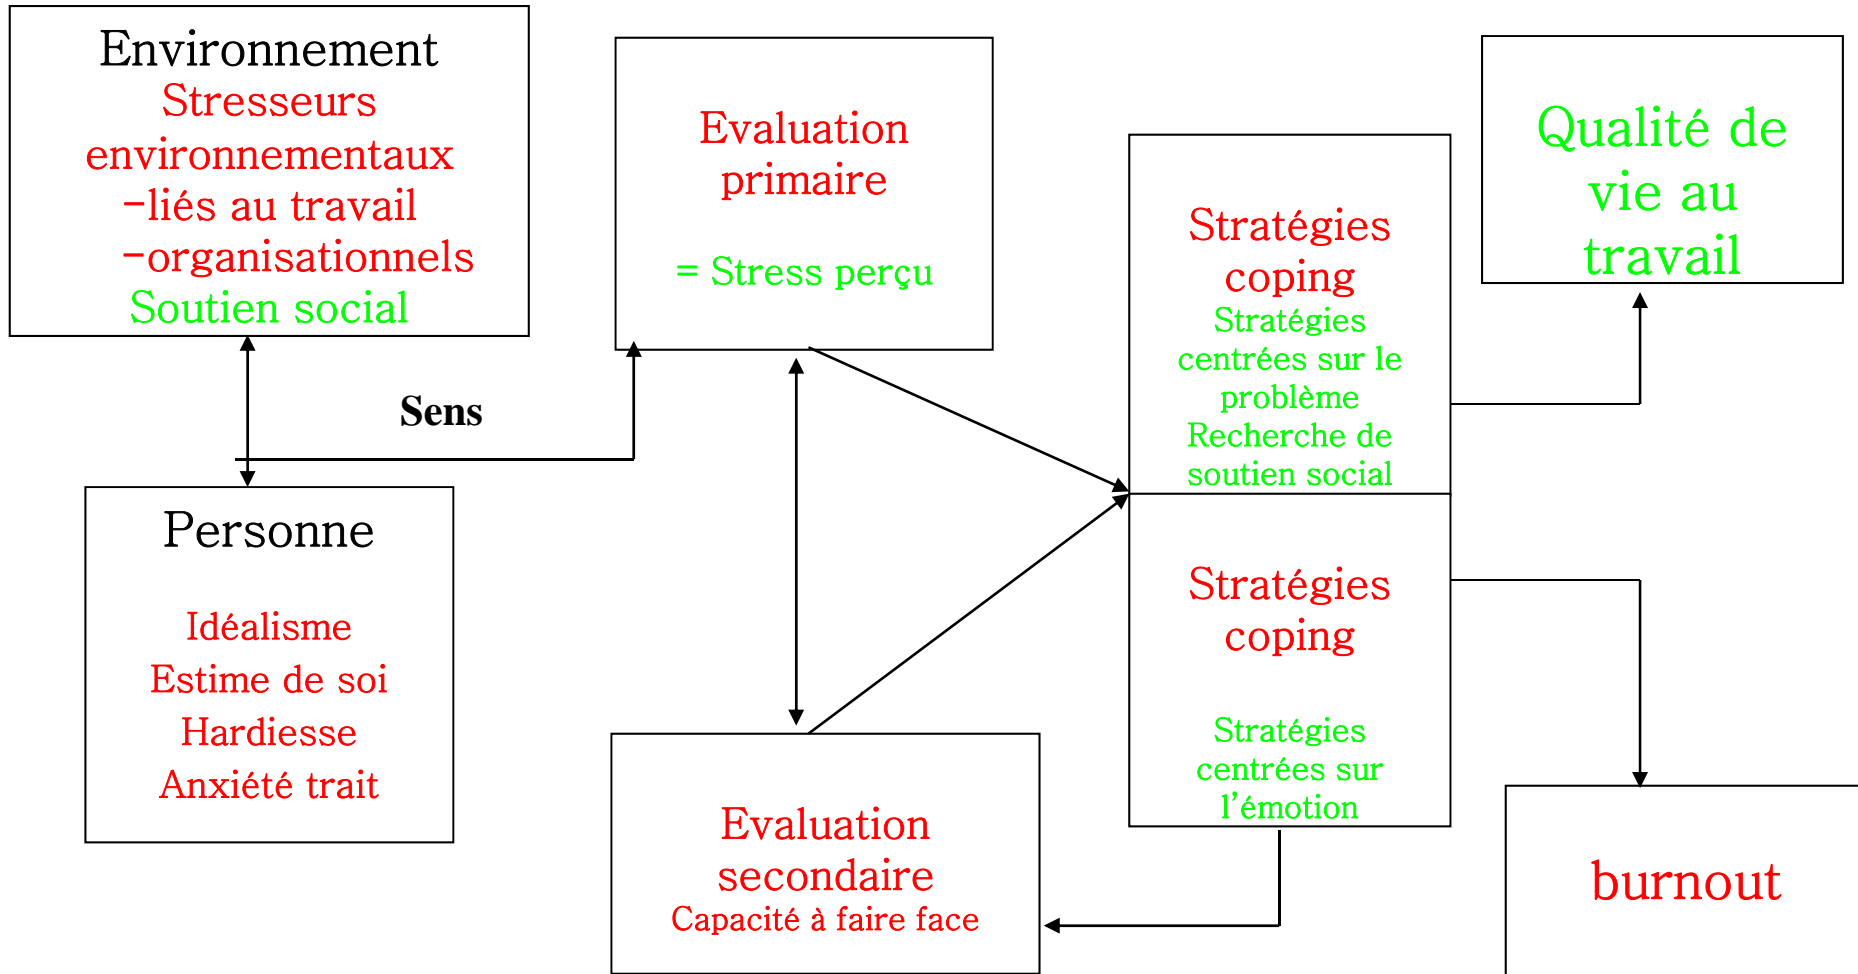 Environnement
Stresseurs
environnementaux
-liés au travail
-organisationnels
Soutien social
Sens
Personne
Idéalisme
Estime de soi
Hardiesse
Anxiété trait
Evaluation
primaire
= Stress perçu
Evaluation
secondaire
Capacité à faire face
Stratégies
coping
Stratégies
centrées sur le
problème
Recherche de
soutien social
Stratégies
coping
Stratégies
centrées sur
l'émotion
Qualité de
vie au
travail
burnout